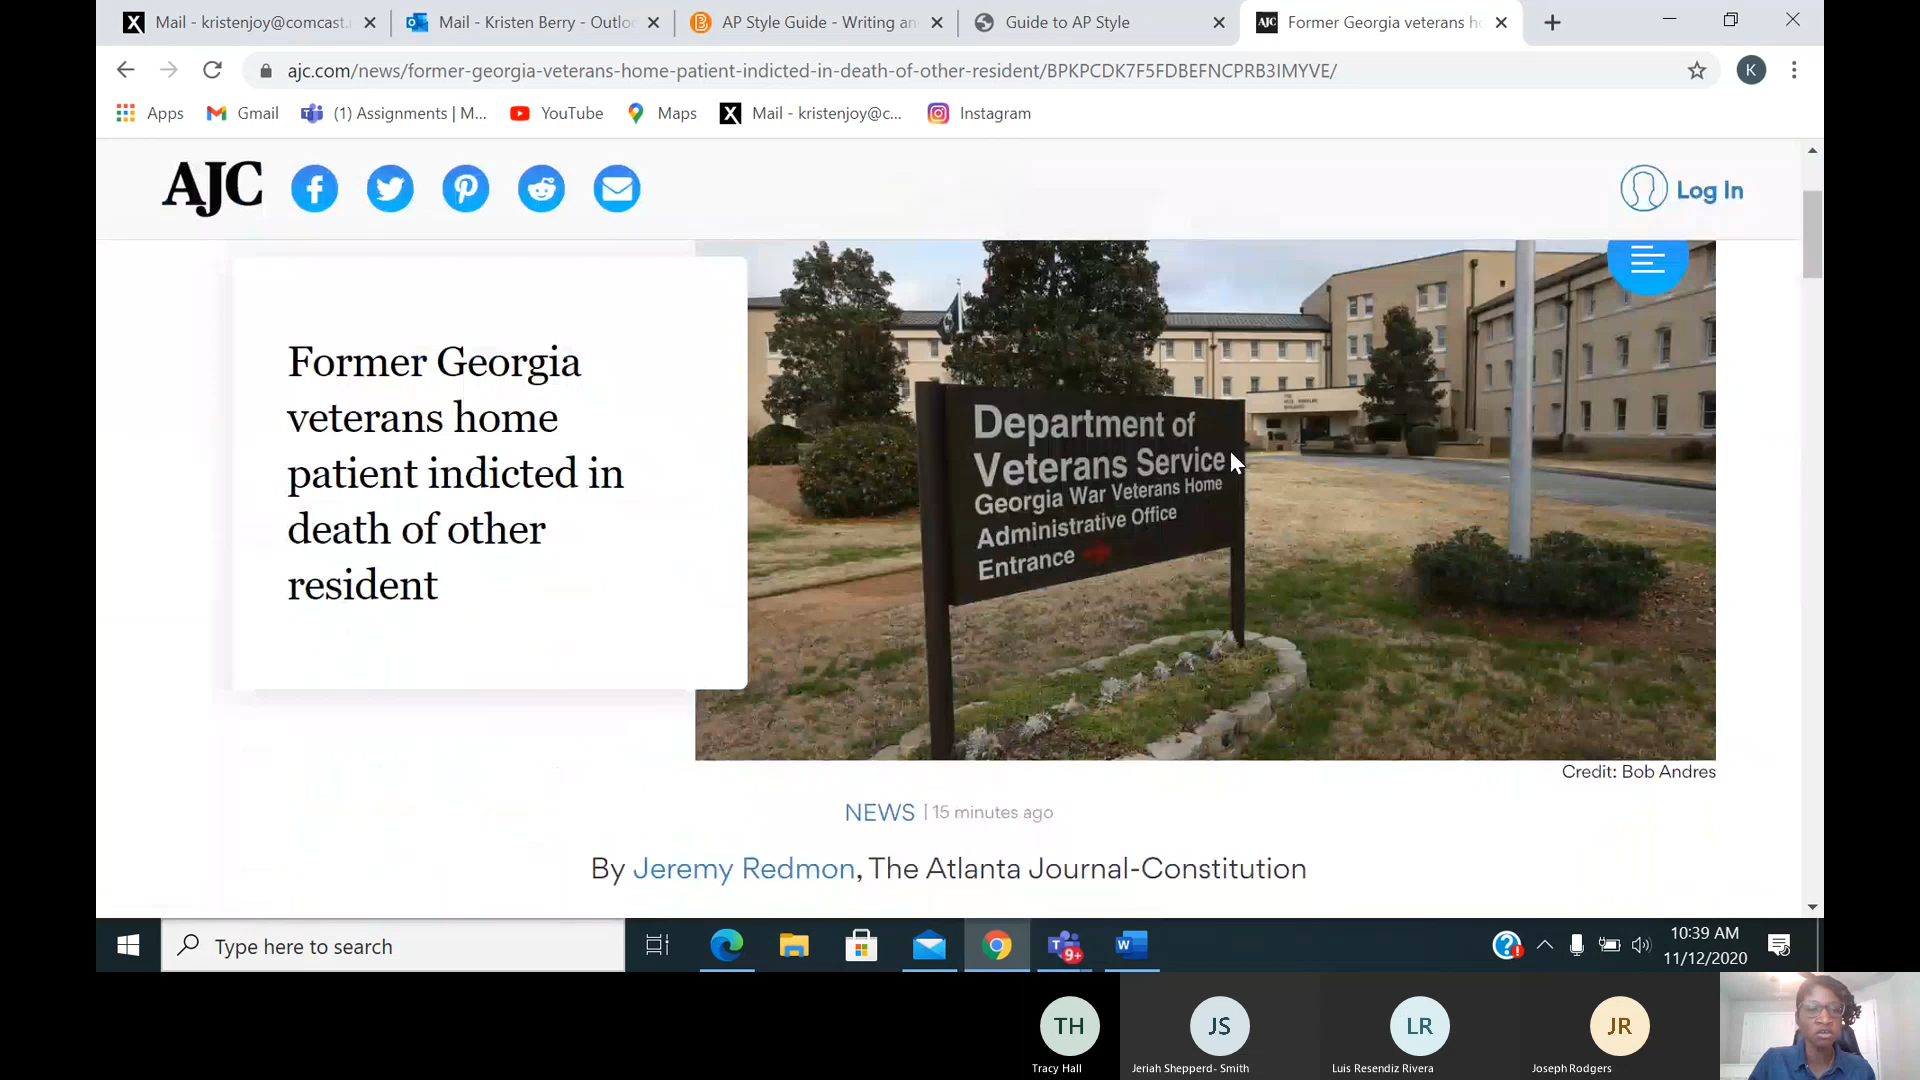 X Mail - kristenjoy@comcast.
Mail - Kristen Berry - Outlo
AP Style Guide - Writing an
Guide to AP Style
AJC Former Georgia veterans h
ajc.com/news/former-georgia-veterans-home-patient-indicted-in-death-of-other-resident/BPKPCDK7F5FDBEFNCPRB3IMYVE/
K
Apps
Gmail
(1) Assignments | M...
YouTube
Maps
X Mail - kristenjoy@c...
Instagram
AJC
Log In
Former Georgia
veterans home
patient indicted in
death of other
resident
Department of
Veterans Service
Georgia War Veterans Home
Administrative Office
Entrance
Credit: Bob Andres
NEWS | 15 minutes ago
By Jeremy Redmon, The Atlanta Journal-Constitution
Type here to search
9+
10:39 AM
11/12/2020
TH
JS
LR
JR
Tracy Hall
Jeriah Shepperd- Smith
Luis Resendiz Rivera
Joseph Rodgers